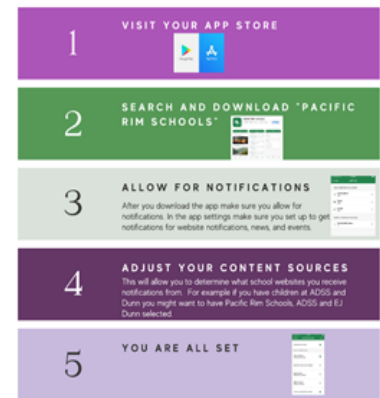 1
VISIT YOUR APP STORE
2
SEARCH AND DOWNLOAD "PACIFIC
RIM SCHOOLS"
3
ALLOW FOR NOTIFICATIONS
After you download the app make sure you allow for
notifications. In the app settings make sure you set up to get
notifications for website notifications, news, and events.
4
ADJUST YOUR CONTENT SOURCES
This will allow you to determine what school websites you receive
notifications from. For example if you have children at ADSS and
Dunn you might want to have Pacific Rim Schools, ADSS and EJ
Dunn selected.
5
YOU ARE ALL SET